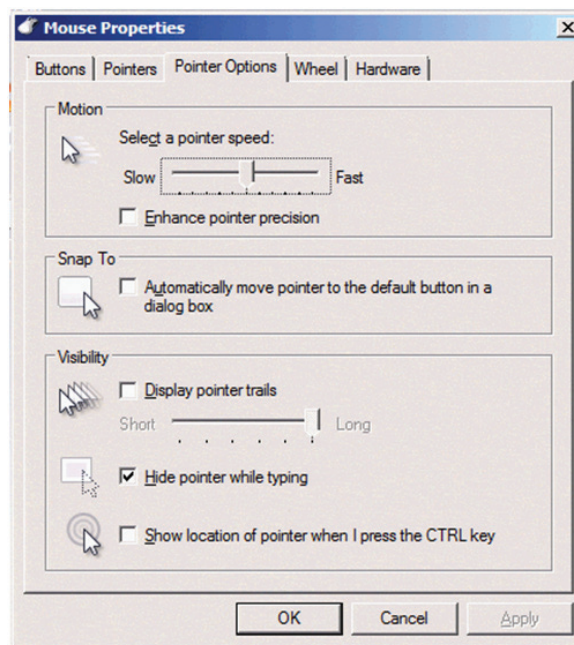 Mouse Properties
Buttons Pointers Pointer Options Wheel Hardware
Motion
Select a pointer speed:
Slow Fast
Enhance pointer precision
Snap To
Automatically move pointer to the default button in a
dialog box
Visibility
Display pointer trails
Short Long
Hide pointer while typing
Show location of pointer when I press the CTRL key
OK Cancel Apply